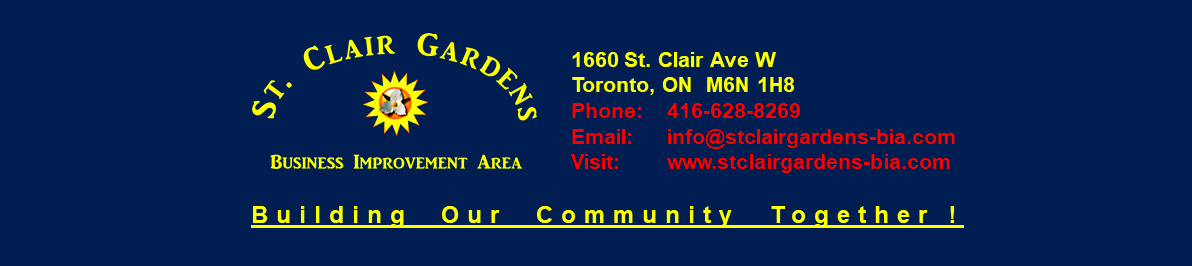 St. Clair Gardens
Business Improvement Area
1660 St. Clair Ave W
Toronto, ON  M6N 1H8
Phone: 416-628-8269
Email: info@stclairgardens-bia.com
Visit: www.stclairgardens-bia.com
Building Our Community Together !